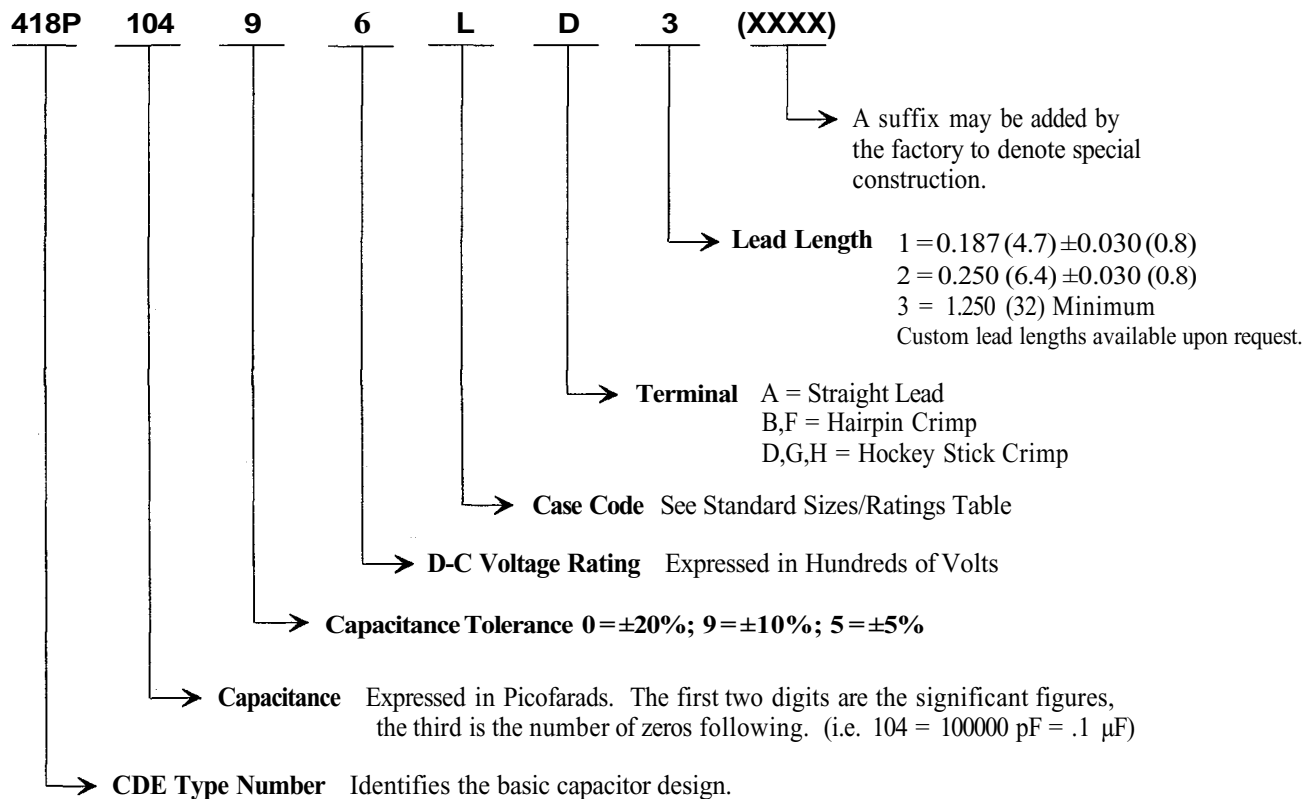 418P 104 9 6 L D 3 (XXXX)
A suffix may be added by
the factory to denote special
construction.
Lead Length 1 = 0.187 (4.7) ±0.030 (0.8)
2 = 0.250 (6.4) ±0.030 (0.8)
3 = 1.250 (32) Minimum
Custom lead lengths available upon request.
Terminal A = Straight Lead
B,F = Hairpin Crimp
D,G,H = Hockey Stick Crimp
Case Code See Standard Sizes/Ratings Table
D-C Voltage Rating Expressed in Hundreds of Volts
Capacitance Tolerance 0 = ±20%; 9 = ±10%; 5 = ±5%
Capacitance Expressed in Picofarads. The first two digits are the significant figures,
the third is the number of zeros following. (i.e. 104 = 100000 pF = .1 µF)
CDE Type Number Identifies the basic capacitor design.